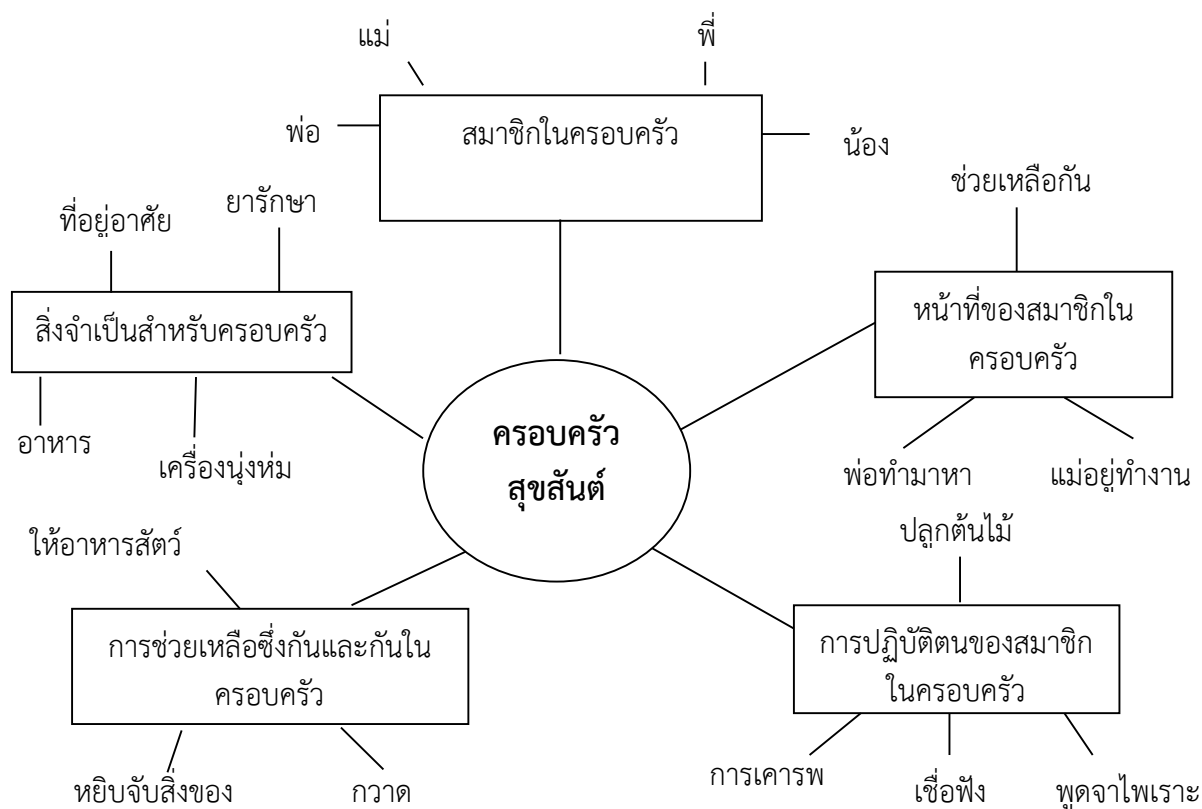 แม่
พี่
พ่อ
สมาชิกในครอบครัว
น้อง
ช่วยเหลือกัน
ที่อยู่อาศัย
ยารักษา
สิ่งจำเป็นสำหรับครอบครัว
หน้าที่ของสมาชิกใน
ครอบครัว
อาหาร
เครื่องนุ่งห่ม
ครอบครัว
สุขสันต์
พ่อทำมาหา
แม่อยู่ทำงาน
ให้อาหารสัตว์
ปลูกต้นไม้
การช่วยเหลือซึ่งกันและกันใน
ครอบครัว
การปฏิบัติตนของสมาชิก
ในครอบครัว
หยิบจับสิ่งของ
กวาด
การเคารพ
เชื่อฟัง
พูดจาไพเราะ